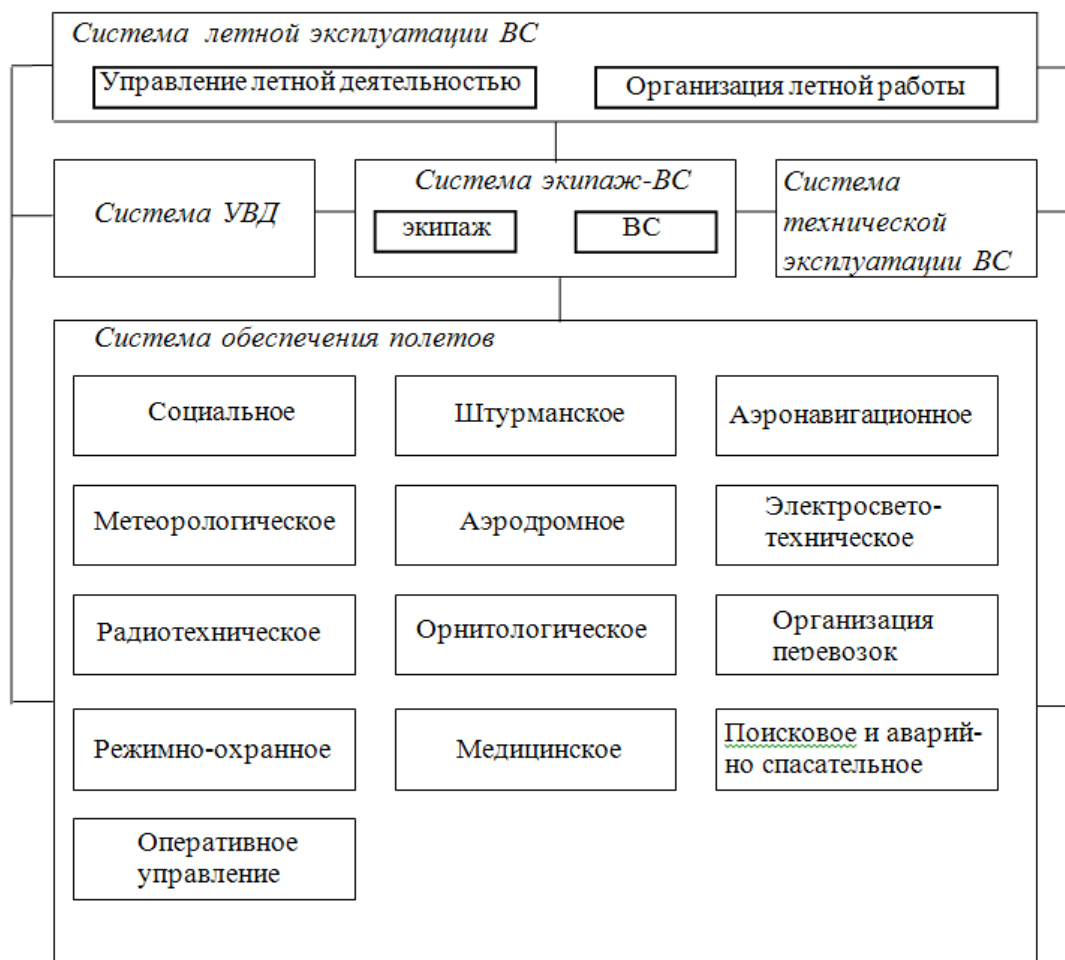 Система летной эксплуатации ВС
Управление летной деятельностью
Организация летной работы
Система УВД
Система экипаж-ВС
экипаж
ВС
Система
технической
эксплуатации ВС
Система обеспечения полетов
Социальное
Штурманское
Аэронавигационное
Метеорологическое
Аэродромное
Электросвето-
техническое
Радиотехническое
Орнитологическое
Организация
перевозок
Режимно-охранное
Медицинское
Поисковое и аварий-
но спасательное
Оперативное
управление